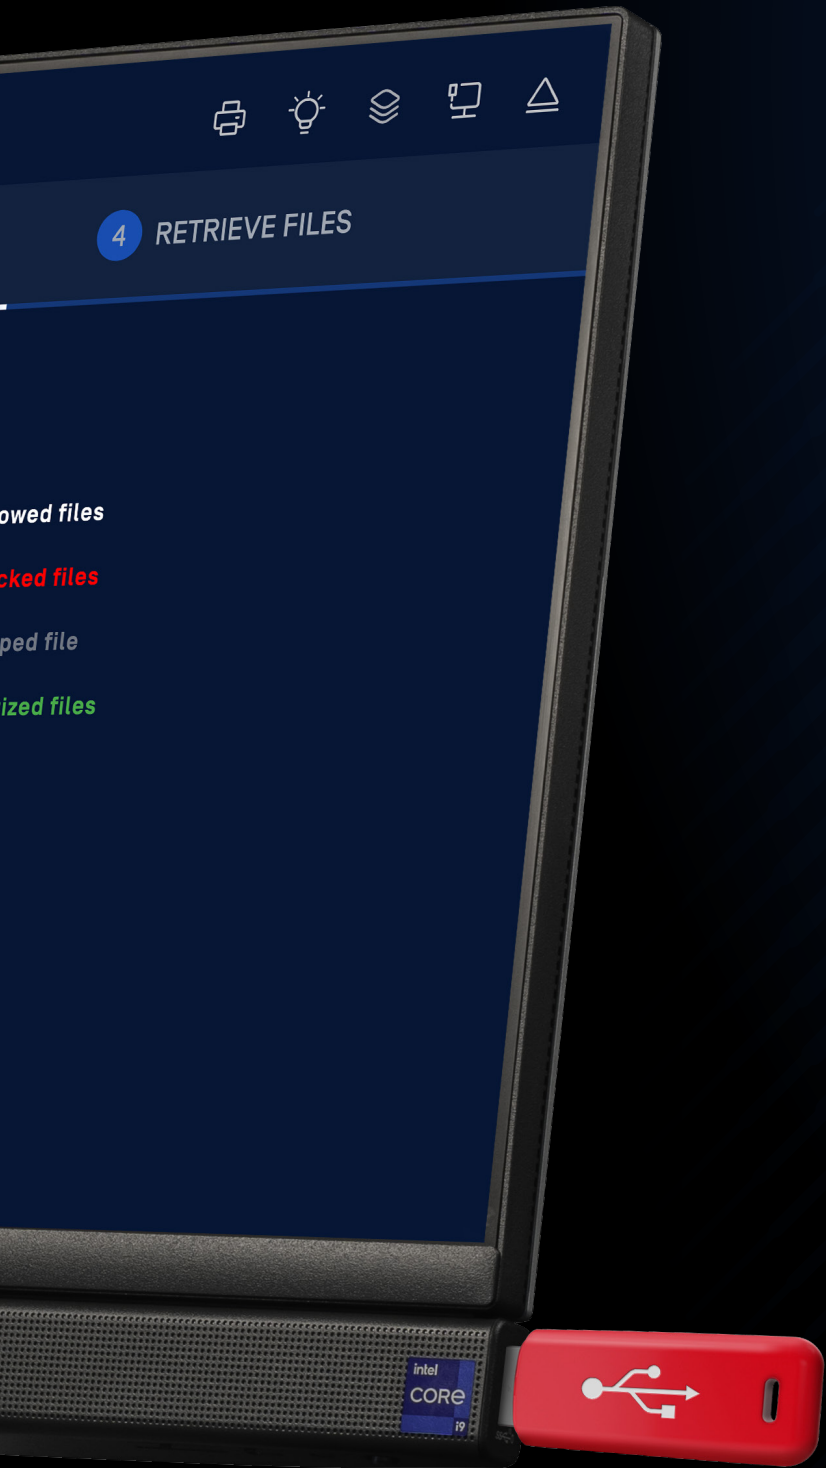 4 RETRIEVE FILES
owed files
cked files
ped file
ized files
intel
CORE
i9